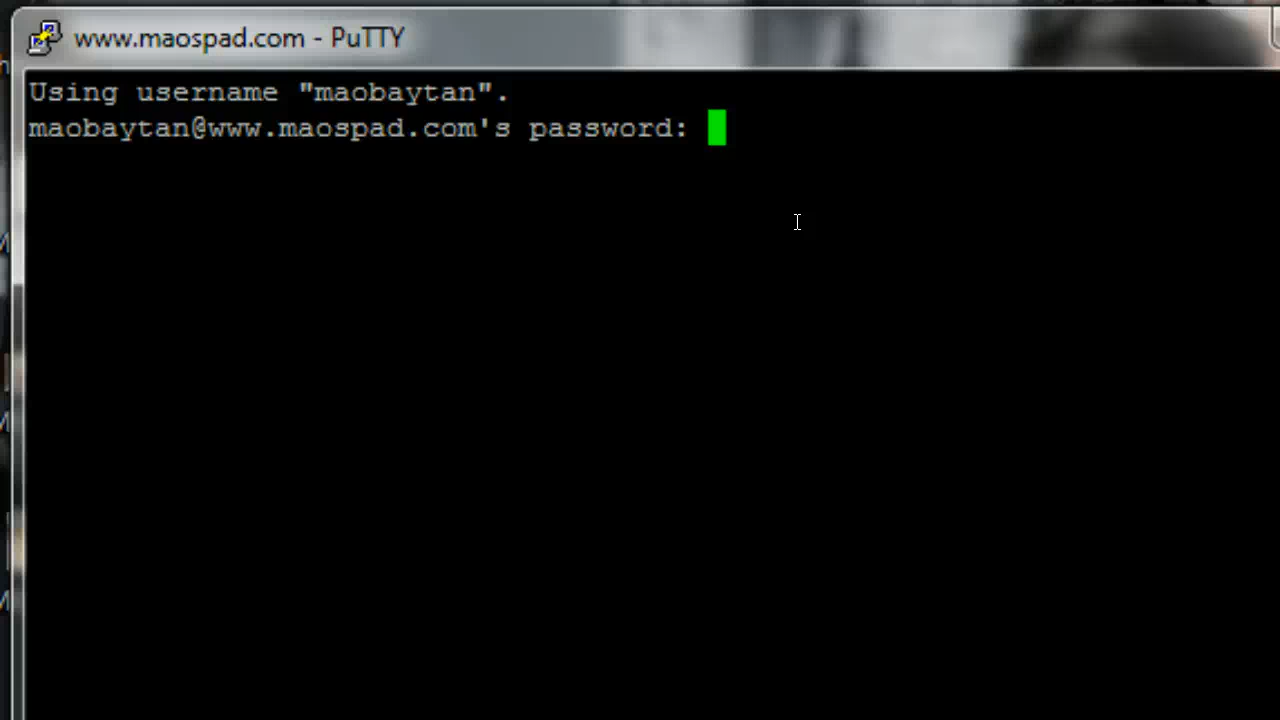 www.maospad.com - PuTTY
Using username "maobaytan".
maobaytan@www.maospad.com's password: